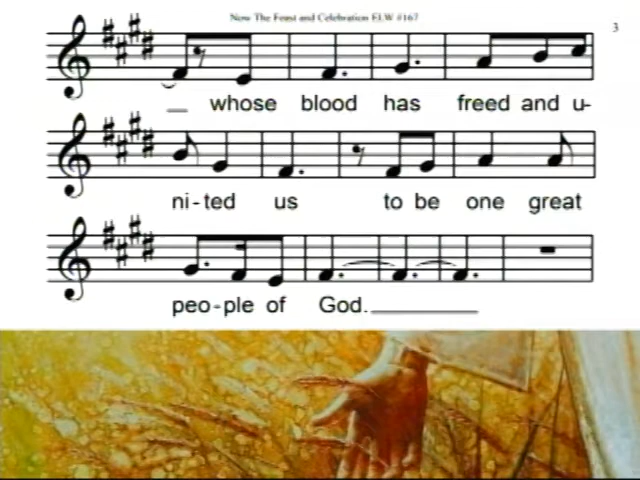 Now The Feast and Celebration ELW #167
3
_ whose blood has freed and u-
ni-ted us to be one great
peo-ple of God.